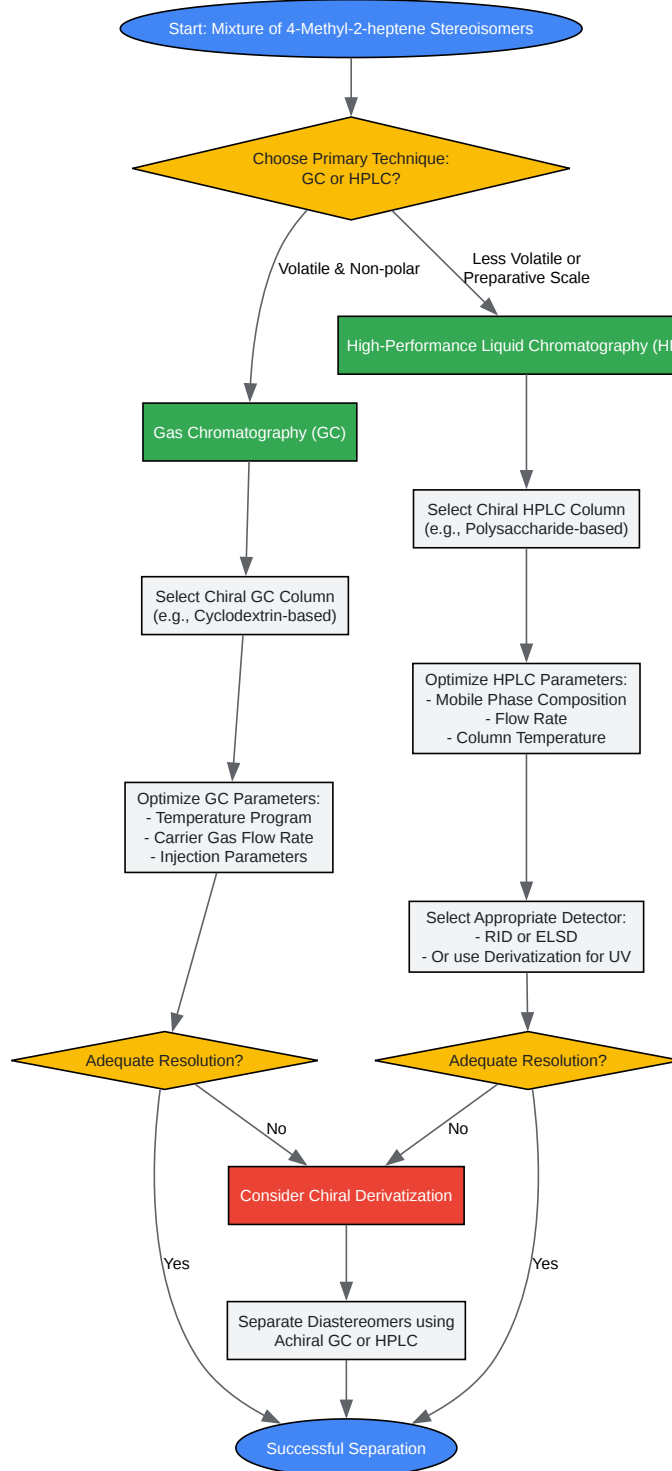 Start: Mixture of 4-Methyl-2-heptene Stereoisomers
Choose Primary Technique:
GC or HPLC?
Volatile & Non-polar
Less Volatile or
Preparative Scale
High-Performance Liquid Chromatography (H
Gas Chromatography (GC)
Select Chiral HPLC Column
(e.g., Polysaccharide-based)
Select Chiral GC Column
(e.g., Cyclodextrin-based)
Optimize HPLC Parameters:
- Mobile Phase Composition
- Flow Rate
- Column Temperature
Optimize GC Parameters:
- Temperature Program
- Carrier Gas Flow Rate
- Injection Parameters
Select Appropriate Detector:
- RID or ELSD
- Or use Derivatization for UV
Adequate Resolution?
Adequate Resolution?
No
No
Consider Chiral Derivatization
Yes
Yes
Separate Diastereomers using
Achiral GC or HPLC
Successful Separation